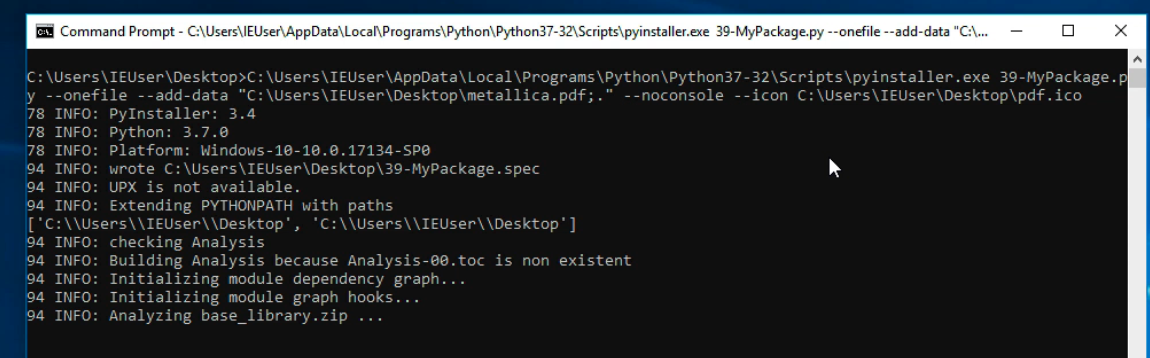 Command Prompt - C:\Users\IEUser\AppData\Local\Programs\Python\Python37-32\Scripts\pyinstaller.exe 39-MyPackage.py --onefile --add-data "C:\...
C:\Users\IEUser\Desktop>C:\Users\IEUser\AppData\Local\Programs\Python\Python37-32\Scripts\pyinstaller.exe 39-MyPackage.p
y --onefile --add-data "C:\Users\IEUser\Desktop\metallica.pdf;." --noconsole --icon C:\Users\IEUser\Desktop\pdf.ico
78 INFO: PyInstaller: 3.4
78 INFO: Python: 3.7.0
78 INFO: Platform: Windows-10-10.0.17134-SP0
94 INFO: wrote C:\Users\IEUser\Desktop\39-MyPackage.spec
94 INFO: UPX is not available.
94 INFO: Extending PYTHONPATH with paths
['C:\\Users\\IEUser\\Desktop', 'C:\\Users\\IEUser\\Desktop']
94 INFO: checking Analysis
94 INFO: Building Analysis because Analysis-00.toc is non existent
94 INFO: Initializing module dependency graph...
94 INFO: Initializing module graph hooks...
94 INFO: Analyzing base_library.zip ...